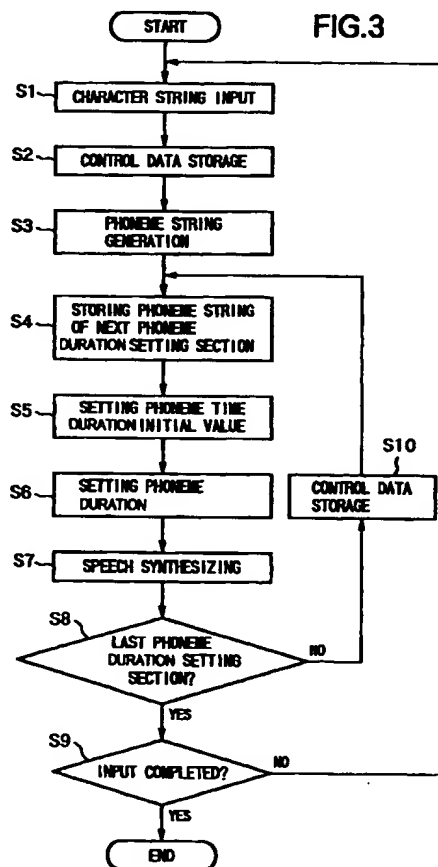 START
FIG.3
S1
CHARACTER STRING INPUT
S2
CONTROL DATA STORAGE
S3
PHONEME STRING
GENERATION
S4
STORING PHONEME STRING
OF NEXT PHONEME
DURATION SETTING SECTION
S5
SETTING PHONEME TIME
DURATION INITIAL VALUE
S10
CONTROL DATA
STORAGE
S6
SETTING PHONEME
DURATION
S7
SPEECH SYNTHESIZING
S8
LAST PHONEME
DURATION SETTING
SECTION?
NO
YES
S9
INPUT COMPLETED?
NO
YES
END